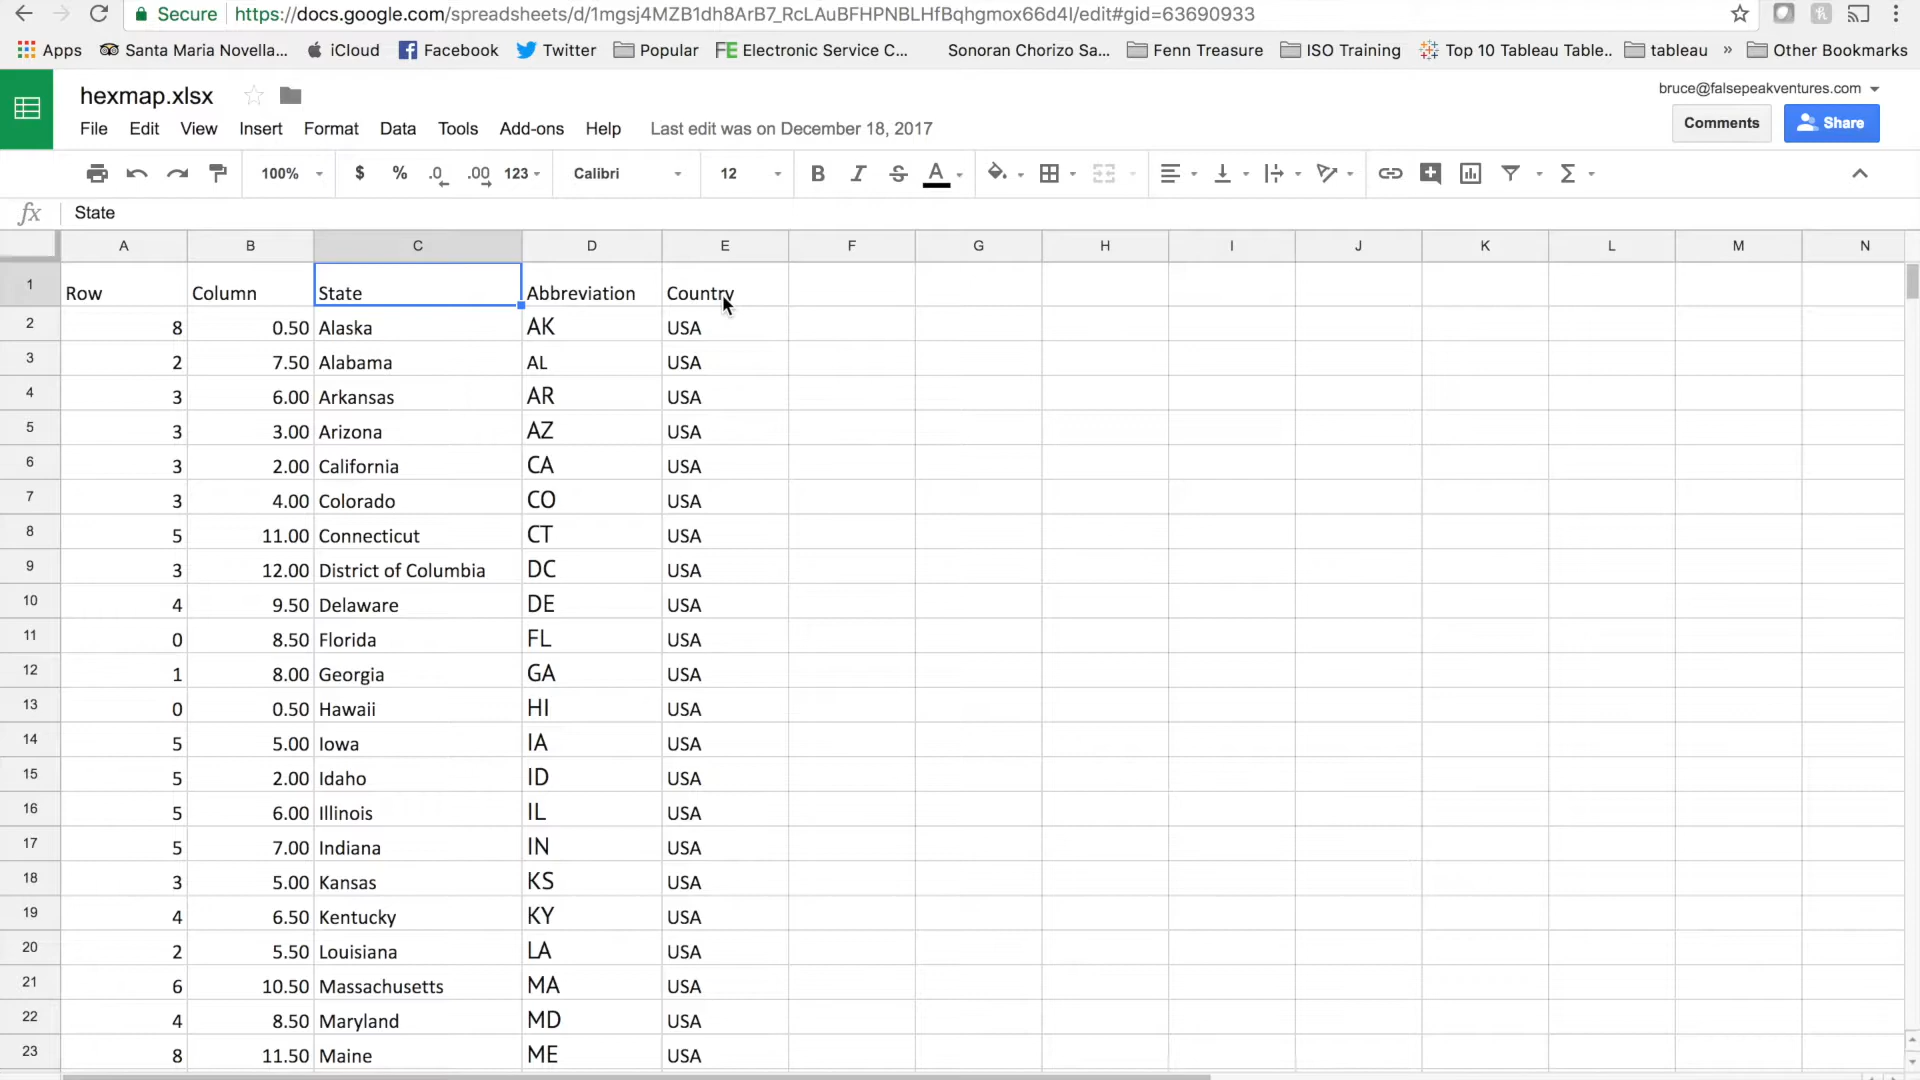 Secure https://docs.google.com/spreadsheets/d/1mgsj4MZB1dh8ArB7_RcLAuBFHPNBLHfBqhgmox66d4I/edit#gid=63690933
Apps Santa Maria Novella... iCloud Facebook Twitter Popular FE Electronic Service C... Sonoran Chorizo Sa... Fenn Treasure ISO Training Top 10 Tableau Table.. tableau » Other Bookmarks
hexmap.xlsx bruce@falsepeakventures.com
File Edit View Insert Format Data Tools Add-ons Help Last edit was on December 18, 2017 Comments Share
100% $ % .0 .00 123 Calibri 12 B I S A Σ
fx State
A B C D E F G H I J K L M N
1 Row Column State Abbreviation Country
2 8 0.50 Alaska AK USA
3 2 7.50 Alabama AL USA
4 3 6.00 Arkansas AR USA
5 3 3.00 Arizona AZ USA
6 3 2.00 California CA USA
7 3 4.00 Colorado CO USA
8 5 11.00 Connecticut CT USA
9 3 12.00 District of Columbia DC USA
10 4 9.50 Delaware DE USA
11 0 8.50 Florida FL USA
12 1 8.00 Georgia GA USA
13 0 0.50 Hawaii HI USA
14 5 5.00 Iowa IA USA
15 5 2.00 Idaho ID USA
16 5 6.00 Illinois IL USA
17 5 7.00 Indiana IN USA
18 3 5.00 Kansas KS USA
19 4 6.50 Kentucky KY USA
20 2 5.50 Louisiana LA USA
21 6 10.50 Massachusetts MA USA
22 4 8.50 Maryland MD USA
23 8 11.50 Maine ME USA